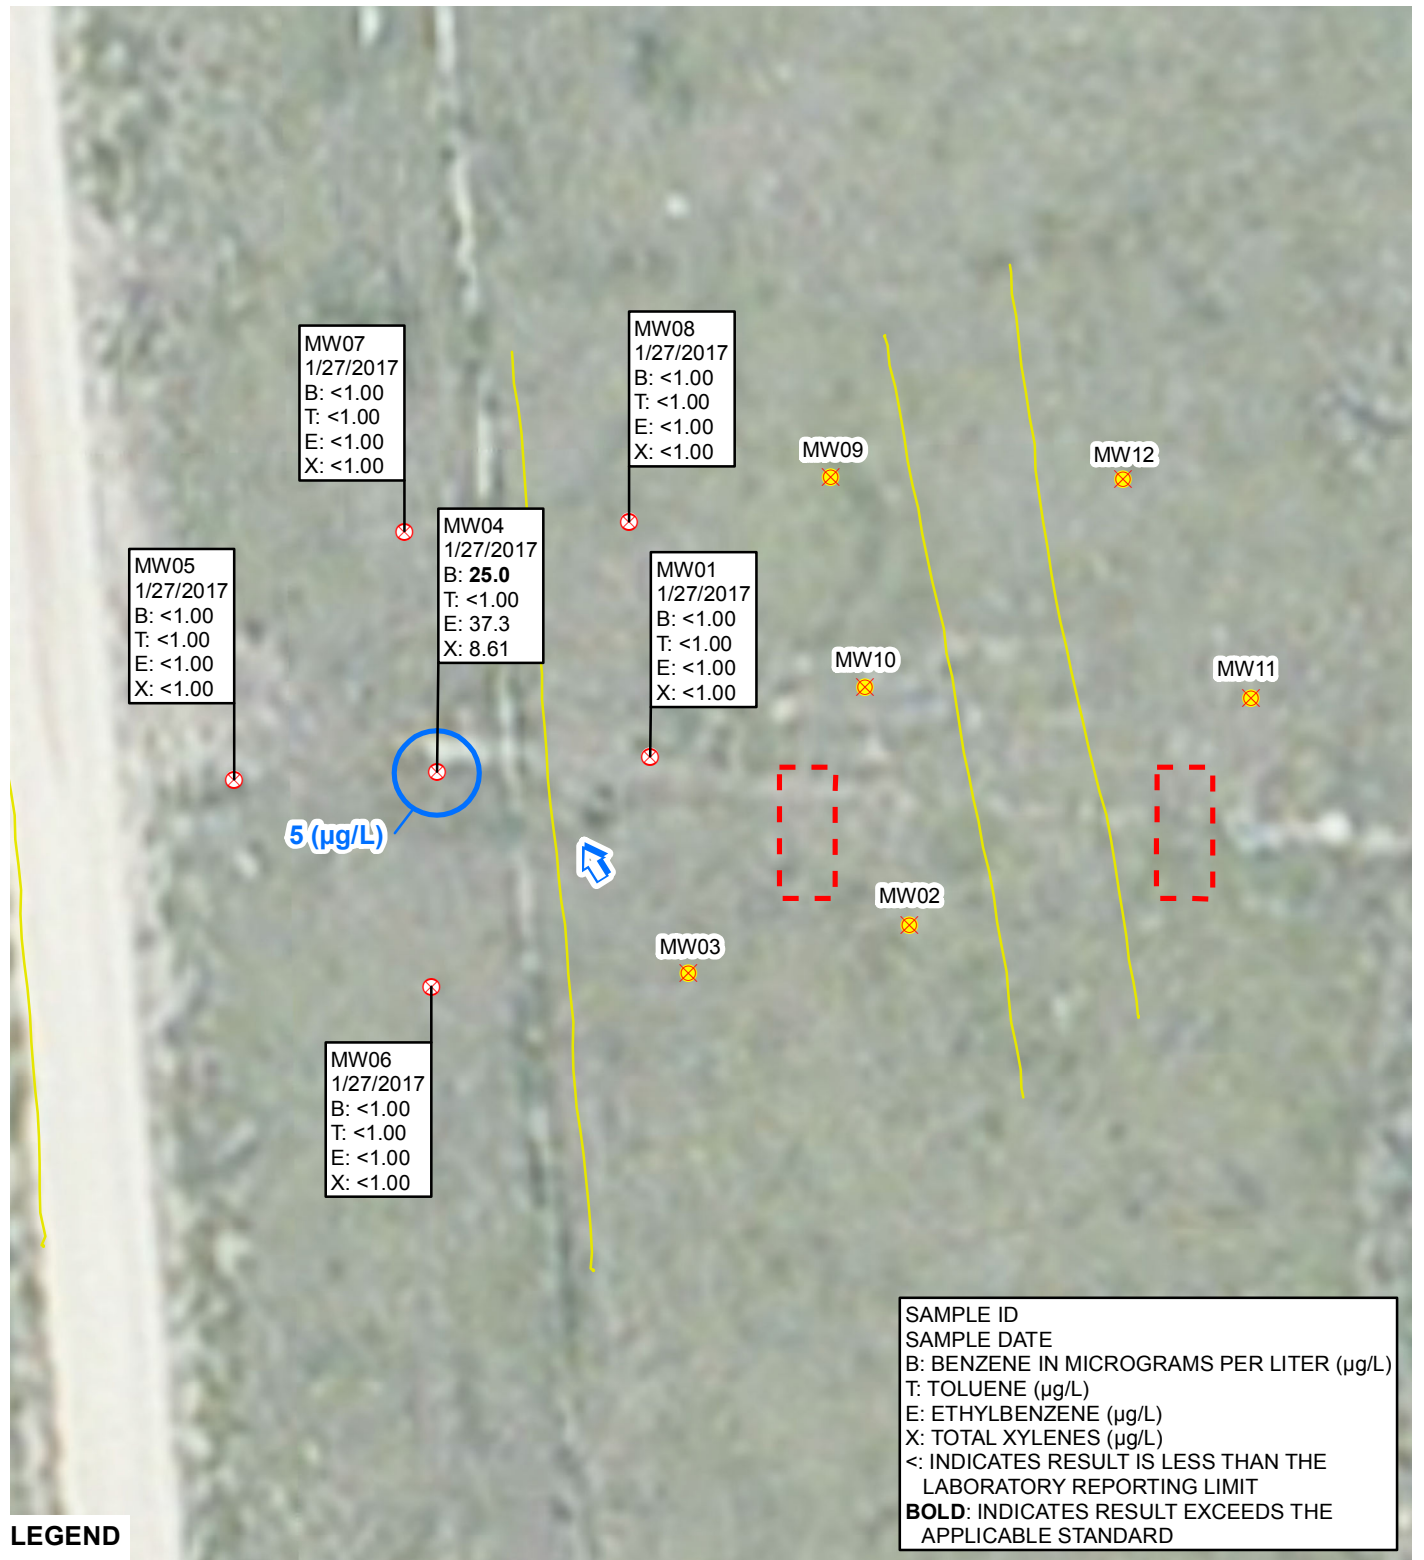 MW07
1/27/2017
B: <1.00
T: <1.00
E: <1.00
X: <1.00
MW08
1/27/2017
B: <1.00
T: <1.00
E: <1.00
X: <1.00
MW09
MW12
MW04
1/27/2017
B: 25.0
T: <1.00
E: 37.3
X: 8.61
MW05
1/27/2017
B: <1.00
T: <1.00
E: <1.00
X: <1.00
MW01
1/27/2017
B: <1.00
T: <1.00
E: <1.00
X: <1.00
MW10
MW11
5 (µg/L)
MW02
MW03
MW06
1/27/2017
B: <1.00
T: <1.00
E: <1.00
X: <1.00
SAMPLE ID
SAMPLE DATE
B: BENZENE IN MICROGRAMS PER LITER (µg/L)
T: TOLUENE (µg/L)
E: ETHYLBENZENE (µg/L)
X: TOTAL XYLENES (µg/L)
<: INDICATES RESULT IS LESS THAN THE
LABORATORY REPORTING LIMIT
BOLD: INDICATES RESULT EXCEEDS THE
APPLICABLE STANDARD
LEGEND